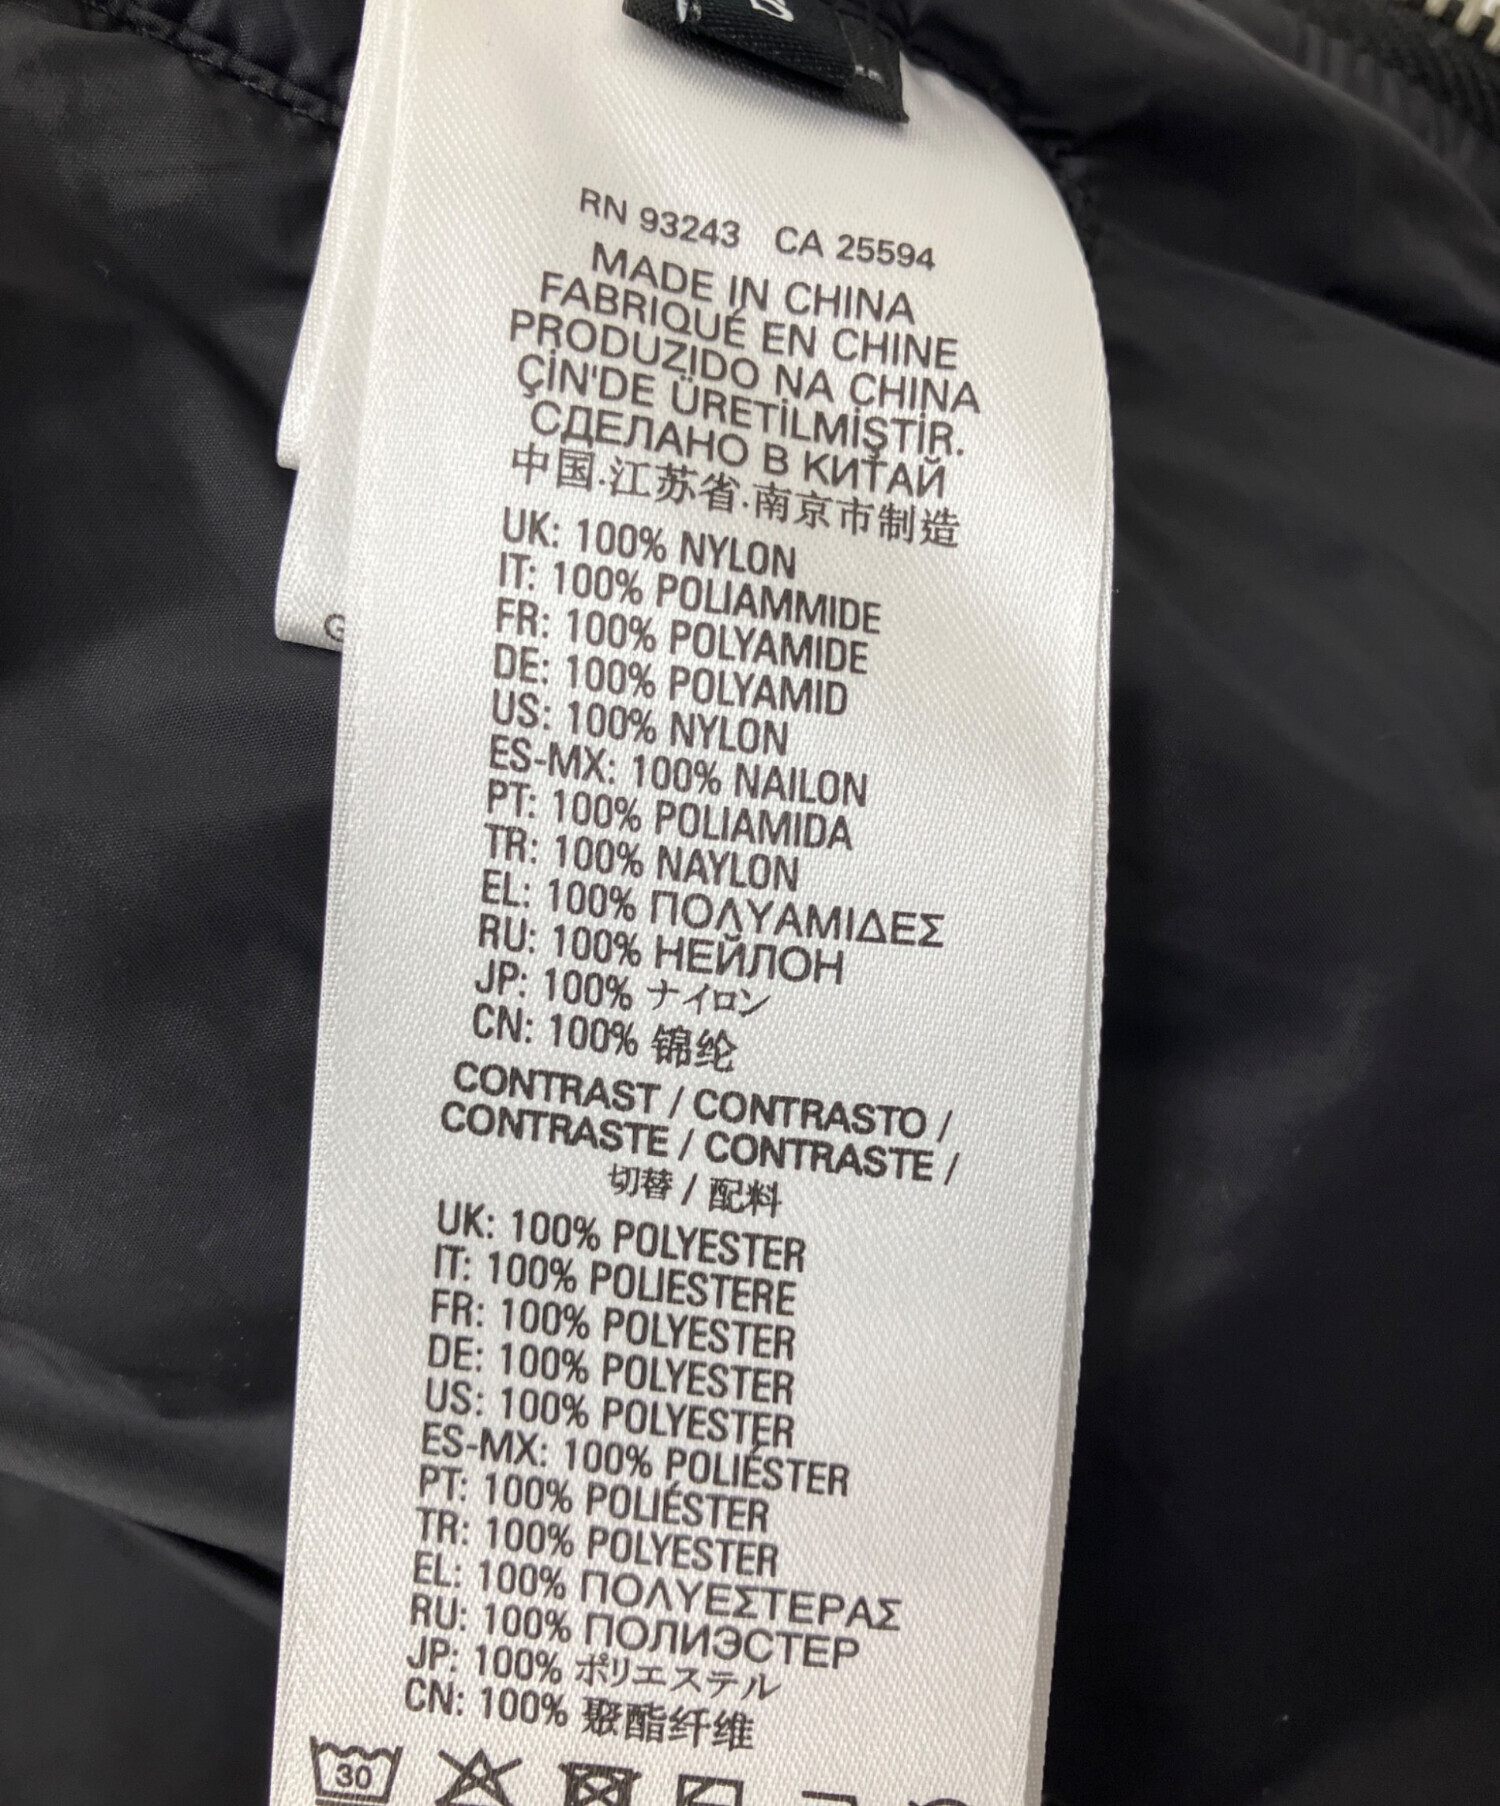 RN 93243 CA 25594
MADE IN CHINA
FABRIQUÉ EN CHINE
PRODUZIDO NA CHINA
ÇİN'DE ÜRETİLMİŞTİR.
СДЕЛАНО В КИТАЙ
中国.江苏省.南京市制造
UK: 100% NYLON
IT: 100% POLIAMMIDE
FR: 100% POLYAMIDE
DE: 100% POLYAMID
US: 100% NYLON
ES-MX: 100% NAILON
PT: 100% POLIAMIDA
TR: 100% NAYLON
EL: 100% ΠΟΛΥΑΜΙΔΕΣ
RU: 100% НЕЙЛОН
JP: 100% ナイロン
CN: 100% 锦纶
CONTRAST / CONTRASTO /
CONTRASTE / CONTRASTE /
切替 / 配料
UK: 100% POLYESTER
IT: 100% POLIESTERE
FR: 100% POLYESTER
DE: 100% POLYESTER
US: 100% POLYESTER
ES-MX: 100% POLIÉSTER
PT: 100% POLIÉSTER
TR: 100% POLYESTER
EL: 100% ΠΟΛΥΕΣΤΕΡΑΣ
RU: 100% ПОЛИЭСТЕР
JP: 100% ポリエステル
CN: 100% 聚酯纤维
30